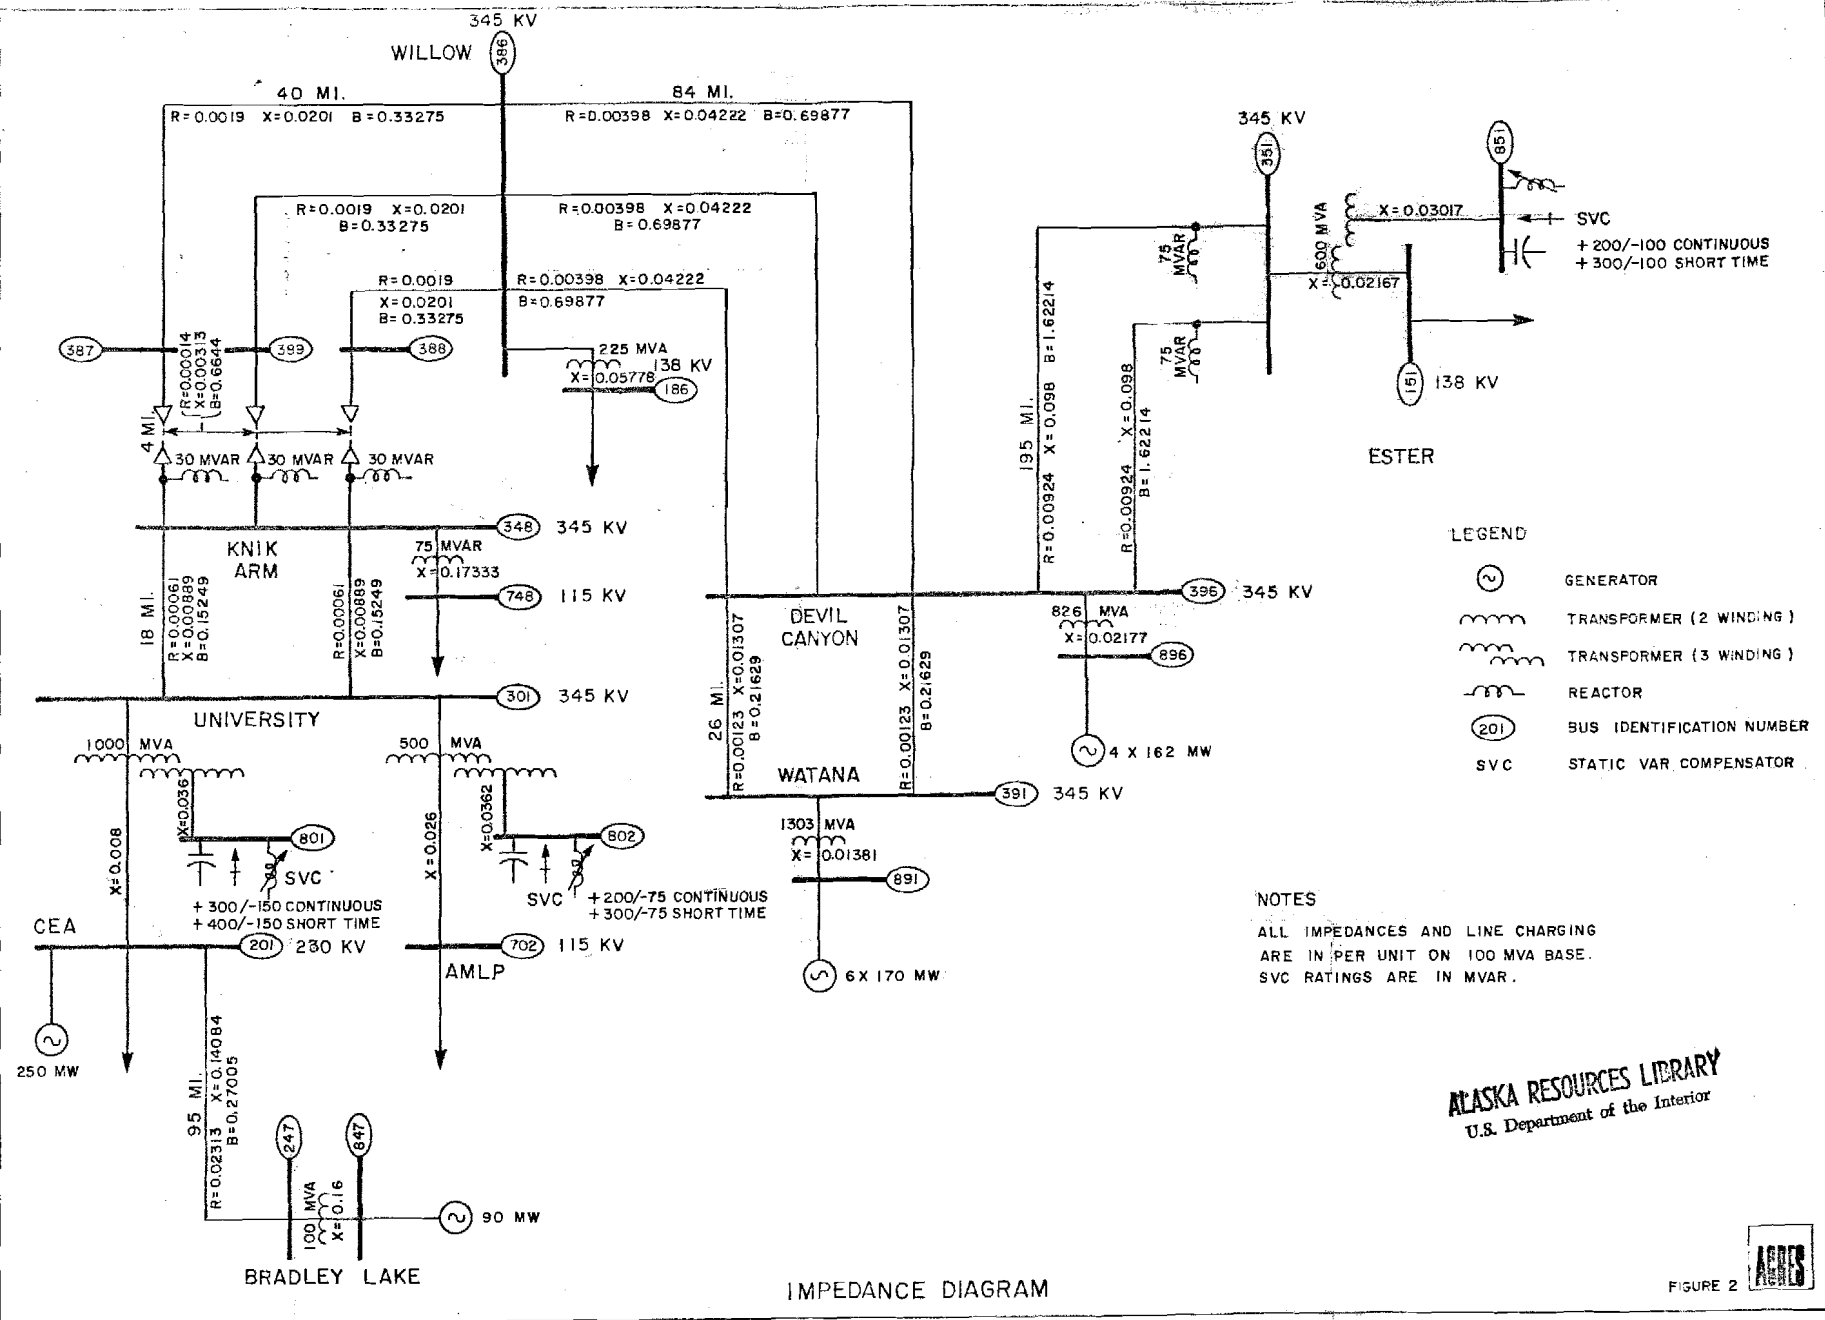 345 KV
WILLOW
386
40 MI.
84 MI.
R=0.0019 X=0.0201 B=0.33275
R=0.00398 X=0.04222 B=0.69877
R=0.0019 X=0.0201
B=0.33275
R=0.00398 X=0.04222
B=0.69877
R=0.0019
X=0.0201
B=0.33275
R=0.00398 X=0.04222
B=0.69877
387
399
388
R=0.00014
X=0.00313
B=0.6644
4 MI.
30 MVAR
30 MVAR
30 MVAR
225 MVA
138 KV
X=0.05778
186
348
345 KV
KNIK
ARM
75 MVAR
X=0.17333
748
115 KV
18 MI.
R=0.00061
X=0.00889
B=0.15249
R=0.00061
X=0.00889
B=0.15249
301
345 KV
UNIVERSITY
1000 MVA
X=0.036
X=0.008
801
SVC
+300/-150 CONTINUOUS
+400/-150 SHORT TIME
500 MVA
X=0.0362
X=0.026
802
SVC
+200/-75 CONTINUOUS
+300/-75 SHORT TIME
CEA
201
230 KV
702
115 KV
AMLP
250 MW
95 MI.
R=0.02313 X=0.14084
B=0.27005
247
847
100 MVA
X=0.16
90 MW
BRADLEY LAKE
345 KV
351
851
600 MVA
X=0.03017
X=0.02167
SVC
+200/-100 CONTINUOUS
+300/-100 SHORT TIME
151
138 KV
ESTER
75
MVAR
75
MVAR
195 MI.
R=0.00924 X=0.098 B=1.62214
R=0.00924 X=0.098
B=1.62214
396
345 KV
DEVIL
CANYON
826 MVA
X=0.02177
896
4 X 162 MW
26 MI.
R=0.00123 X=0.01307
B=0.21629
R=0.00123 X=0.01307
B=0.21629
WATANA
391
345 KV
1303 MVA
X=0.01381
891
6 X 170 MW
LEGEND
GENERATOR
TRANSFORMER (2 WINDING)
TRANSFORMER (3 WINDING)
REACTOR
201
BUS IDENTIFICATION NUMBER
SVC
STATIC VAR COMPENSATOR
NOTES
ALL IMPEDANCES AND LINE CHARGING
ARE IN PER UNIT ON 100 MVA BASE.
SVC RATINGS ARE IN MVAR.
ALASKA RESOURCES LIBRARY
U.S. Department of the Interior
IMPEDANCE DIAGRAM
FIGURE 2
ACRES